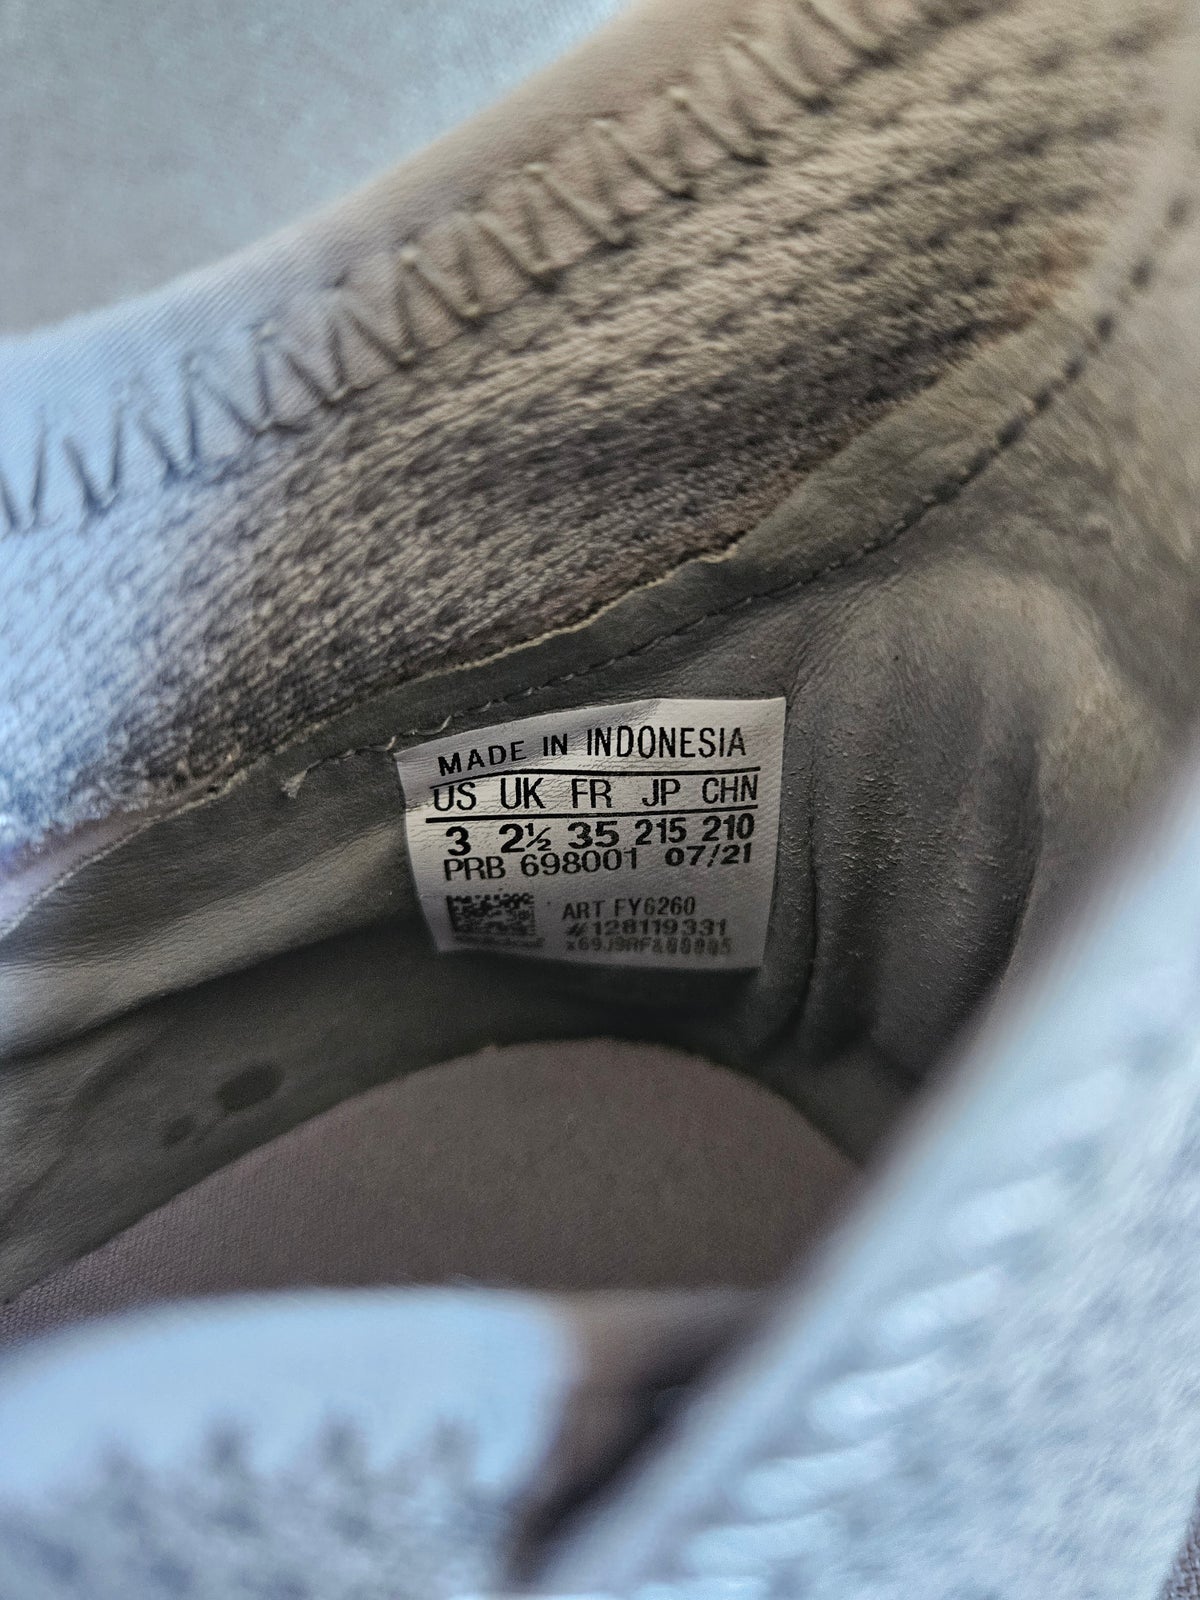 MADE IN INDONESIA
US UK FR JP CHN
3 2½ 35 215 210
PRB 698001 07/21
ART FY6260
#128119331